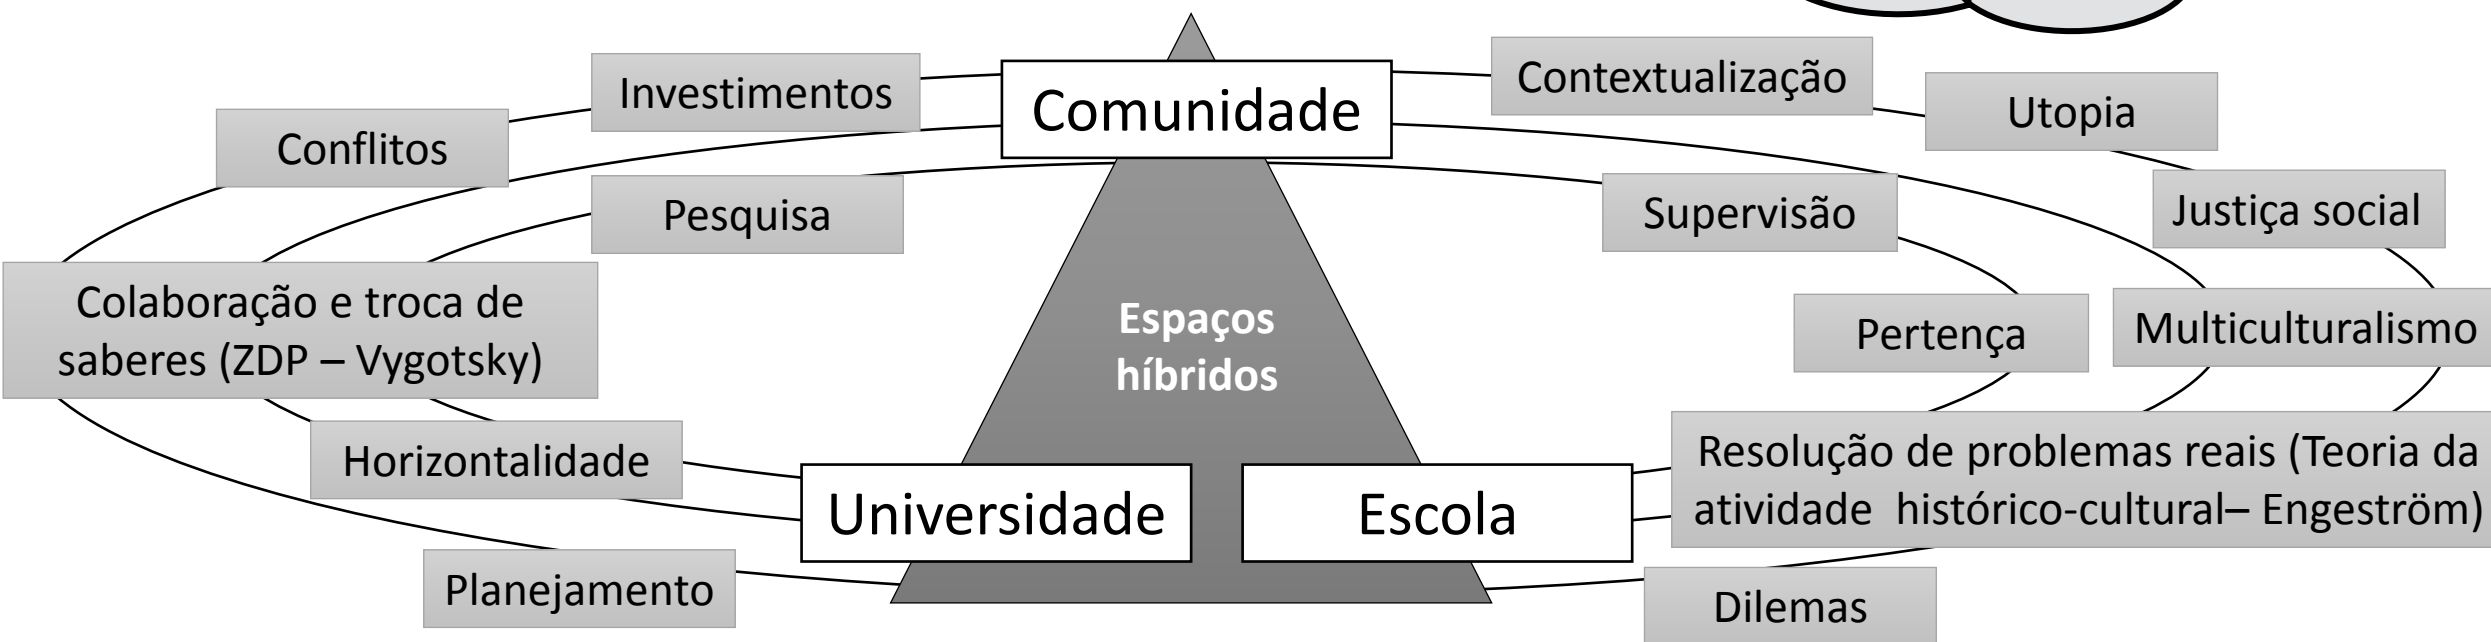 Investimentos
Comunidade
Contextualização
Utopia
Conflitos
Pesquisa
Supervisão
Justiça social
Colaboração e troca de
saberes (ZDP – Vygotsky)
Espaços
híbridos
Pertença
Multiculturalismo
Horizontalidade
Universidade
Escola
Resolução de problemas reais (Teoria da
atividade  histórico-cultural– Engeström)
Planejamento
Dilemas